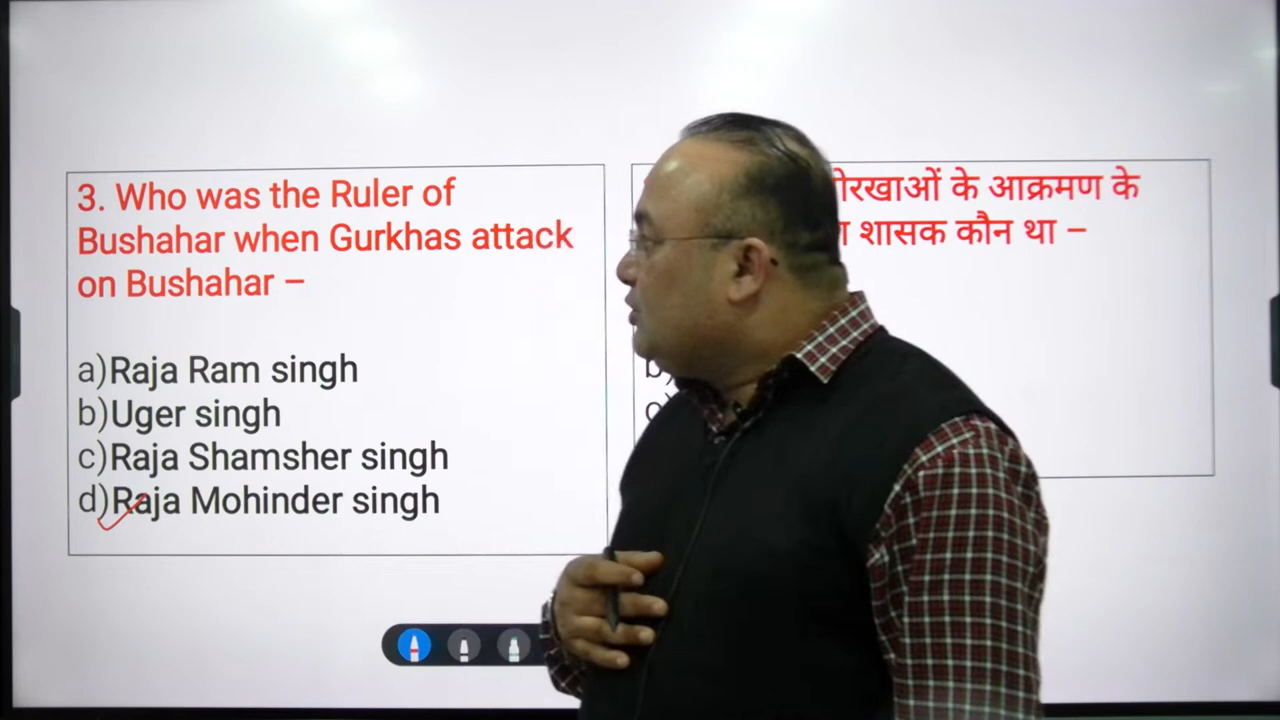 3. Who was the Ruler of
Bushahar when Gurkhas attack
on Bushahar –
a)Raja Ram singh
b)Uger singh
c)Raja Shamsher singh
d)Raja Mohinder singh
के आक्रमण के
शासक कौन था –
b)